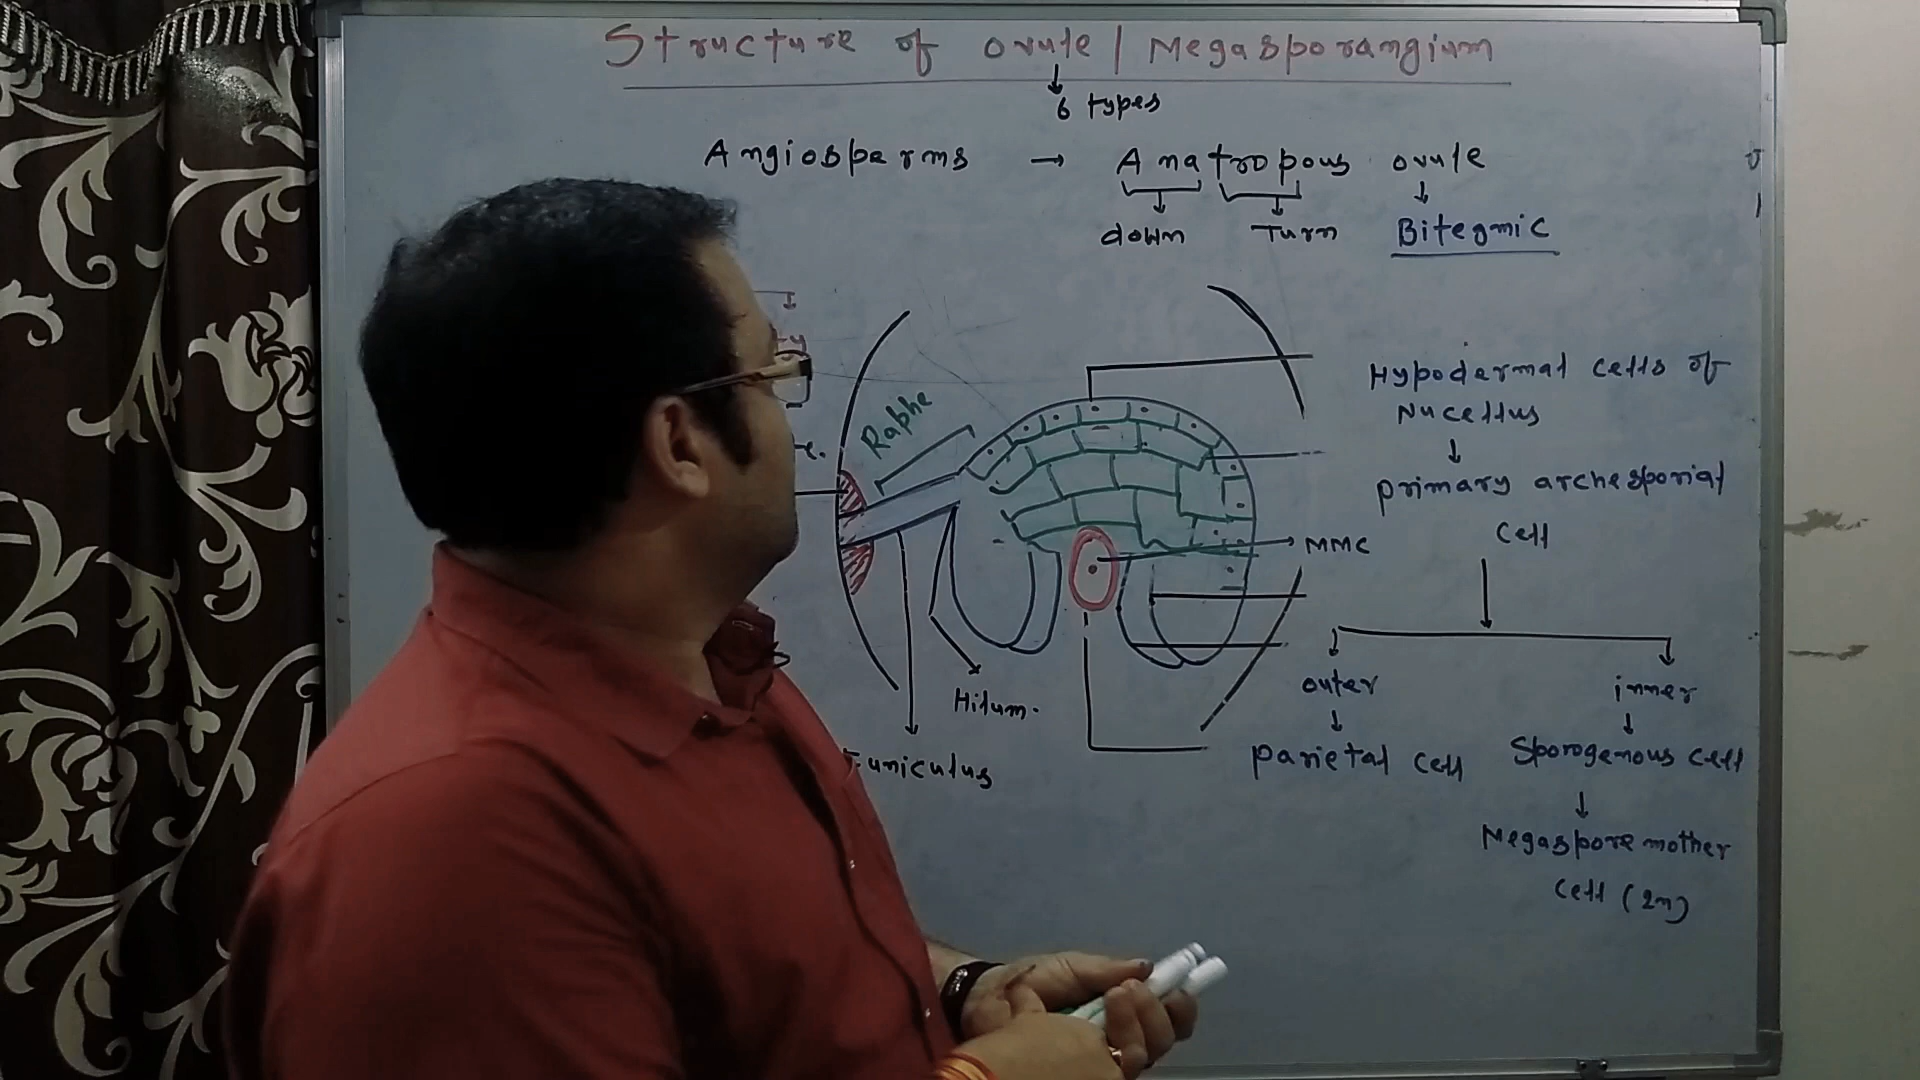 Structure of ovule / Megasporangium
6 types
Angiosperms → Anatropous ovule
down Turn Bitegmic
Raphe
Hypodermal cells of
Nucellus
primary archesporial
cell
MMC
outer inner
Hilum.
Funiculus
parietal cell Sporogenous cell
Megaspore mother
cell (2n)